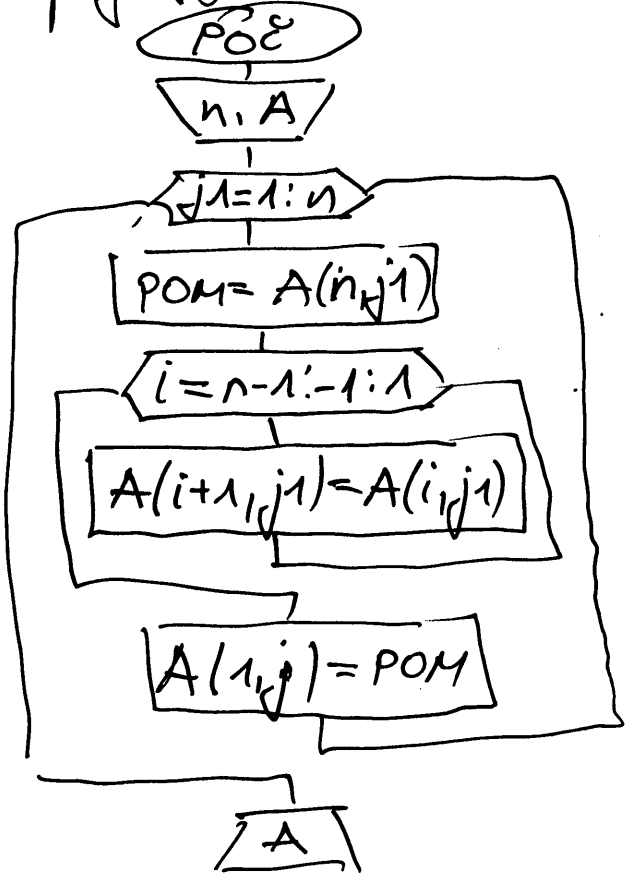 POČ
n, A
j1=1:n
POM= A(n,j1)
i=n-1:-1:1
A(i+1,j1)=A(i,j1)
A(1,j)=POM
A